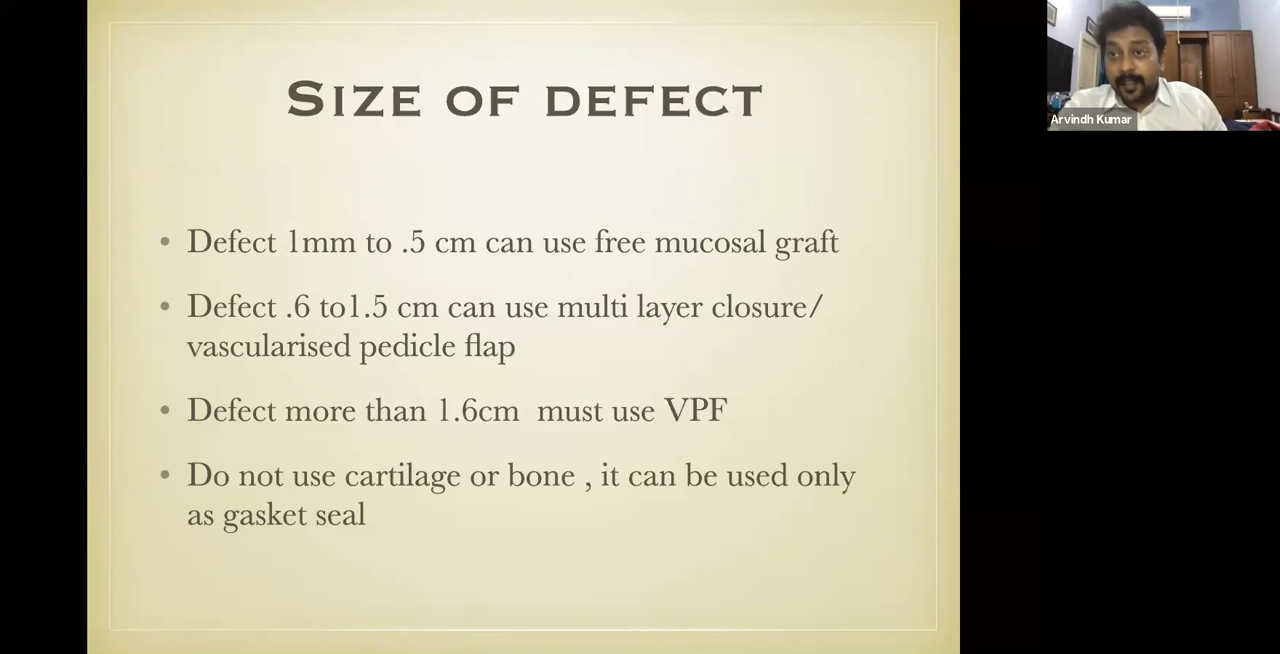 SIZE OF DEFECT
• Defect 1mm to .5 cm can use free mucosal graft
• Defect .6 to1.5 cm can use multi layer closure/
vascularised pedicle flap
• Defect more than 1.6cm  must use VPF
• Do not use cartilage or bone , it can be used only
as gasket seal
Arvindh Kumar